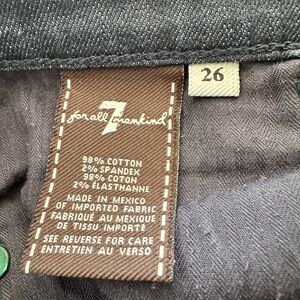 26
7
for all mankind
98% COTTON
2% SPANDEX
98% COTON
2% ÉLASTHANNE
MADE IN MEXICO
OF IMPORTED FABRIC
FABRIQUÉ AU MEXIQUE
DE TISSU IMPORTÉ
SEE REVERSE FOR CARE
ENTRETIEN AU VERSO